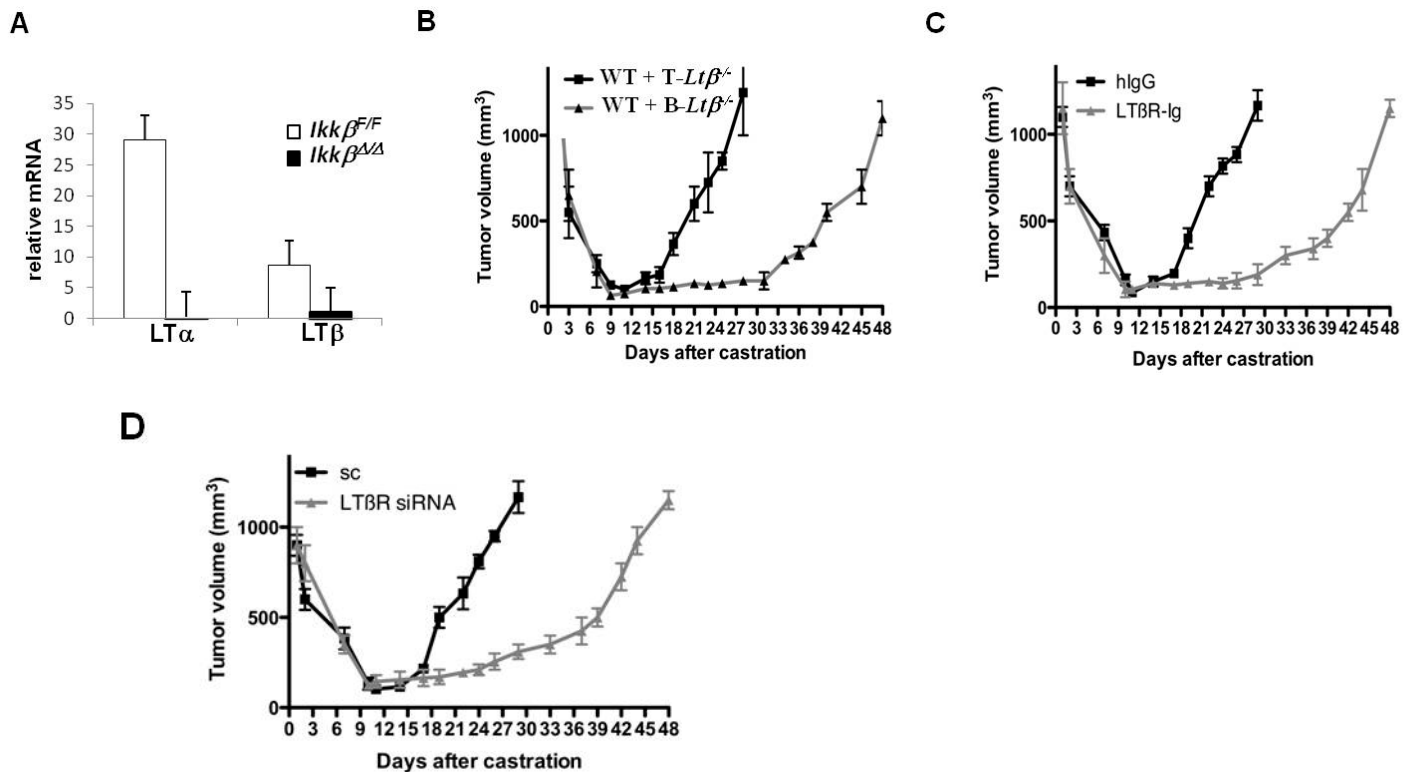 A
relative mRNA
35
30
25
20
15
10
5
0
Ikkβ^F/F
Ikkβ^Δ/Δ
LTα LTβ
B
Tumor volume (mm³)
WT + T-Ltβ-/-
WT + B-Ltβ-/-
1000
500
0
0 3 6 9 12 15 18 21 24 27 30 33 36 39 42 45 48
Days after castration
C
Tumor volume (mm³)
hIgG
LTßR-Ig
1000
500
0
0 3 6 9 12 15 18 21 24 27 30 33 36 39 42 45 48
Days after castration
D
Tumor volume (mm³)
sc
LTßR siRNA
1000
500
0
0 3 6 9 12 15 18 21 24 27 30 33 36 39 42 45 48
Days after castration